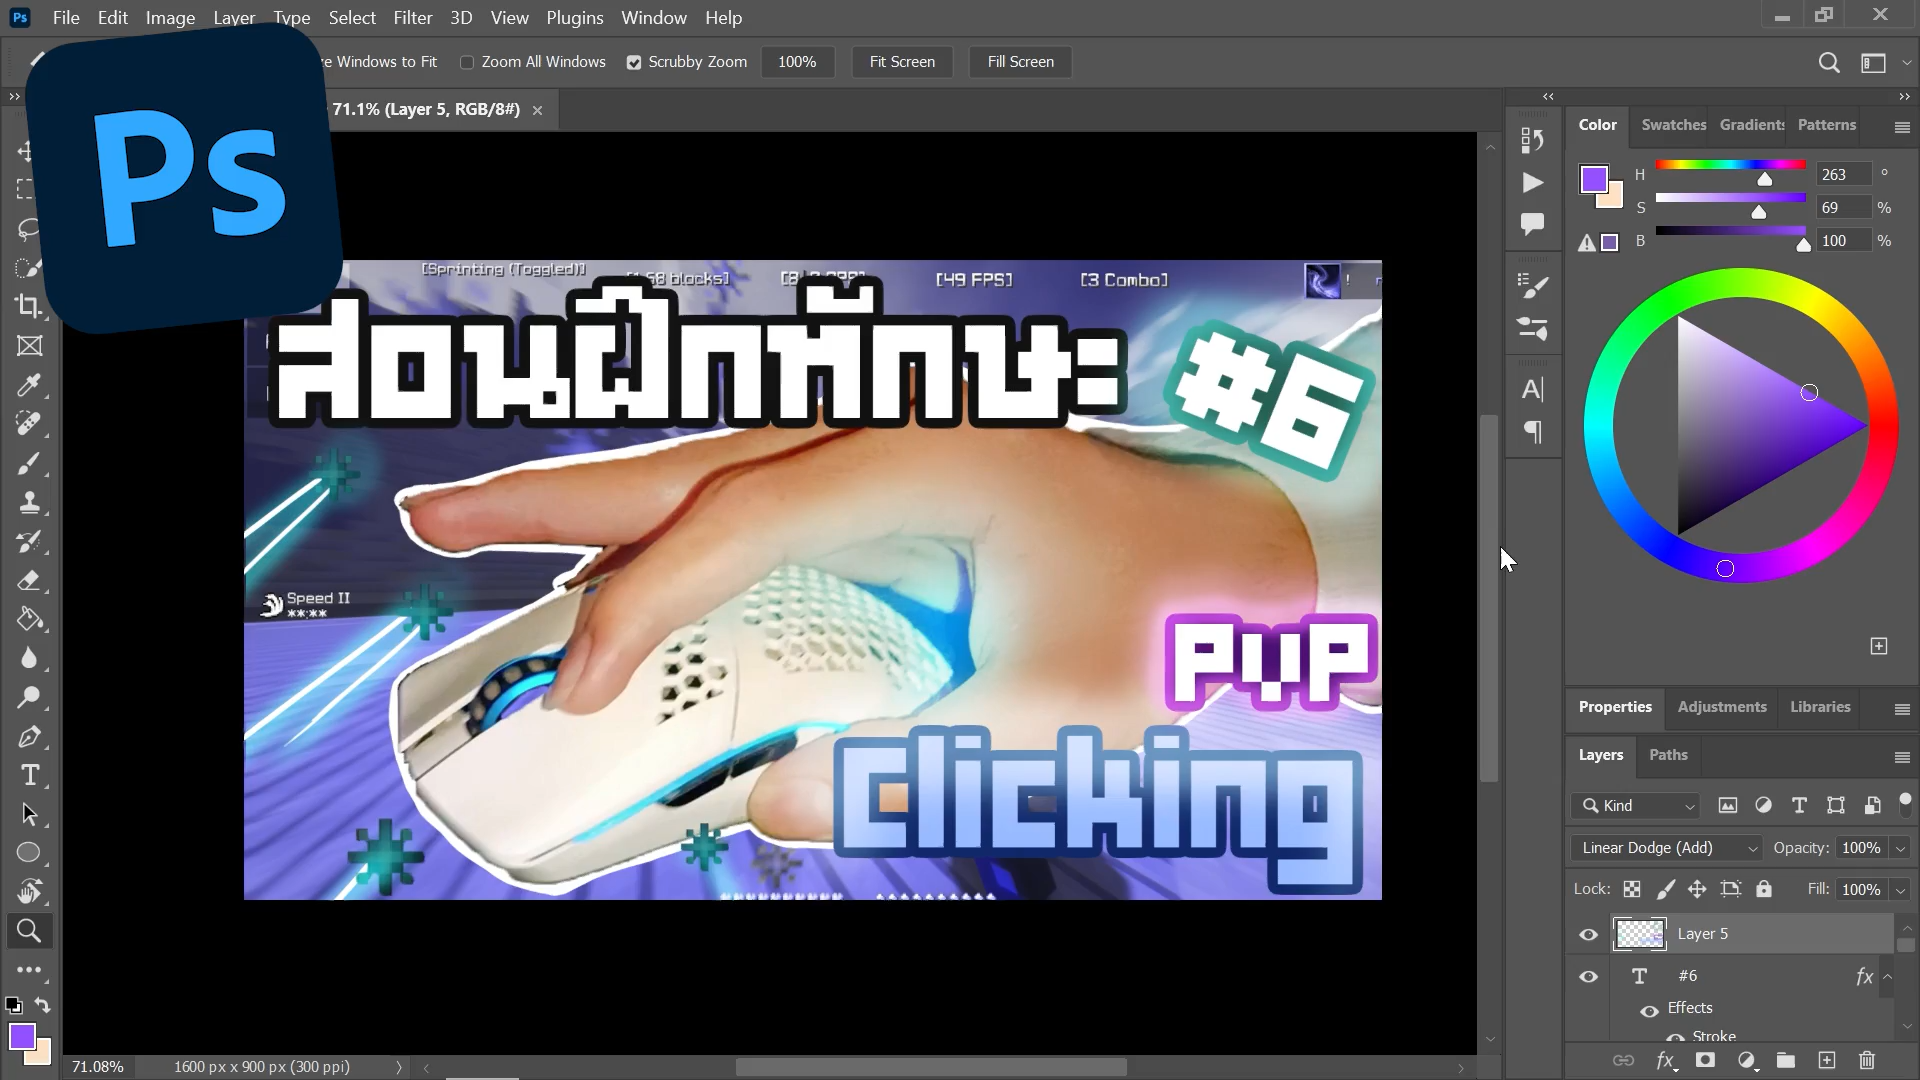 Ps
File Edit Image Layer Type Select Filter 3D View Plugins Window Help
Windows to Fit Zoom All Windows Scrubby Zoom 100% Fit Screen Fill Screen
Ps
71.1% (Layer 5, RGB/8#)
Color Swatches Gradients Patterns
H 263 °
S 69 %
B 100 %
[Sprinting (Toggled)] [49 FPS] [3 Combo]
สอนฝึกทักษะ #6
Speed II
**:**
PVP
Clicking
Properties Adjustments Libraries
Layers Paths
Kind
Linear Dodge (Add) Opacity: 100%
Lock: Fill: 100%
Layer 5
T #6 fx
Effects
Stroke
71.08% 1600 px x 900 px (300 ppi)